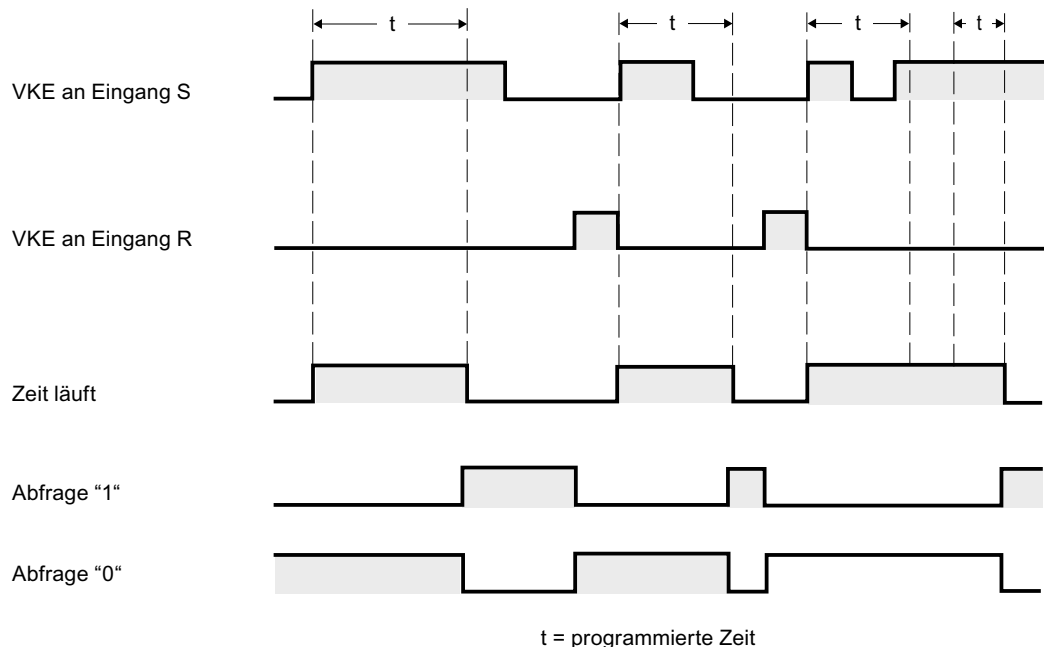 t t t t
VKE an Eingang S
VKE an Eingang R
Zeit läuft
Abfrage “1“
Abfrage “0“
t = programmierte Zeit